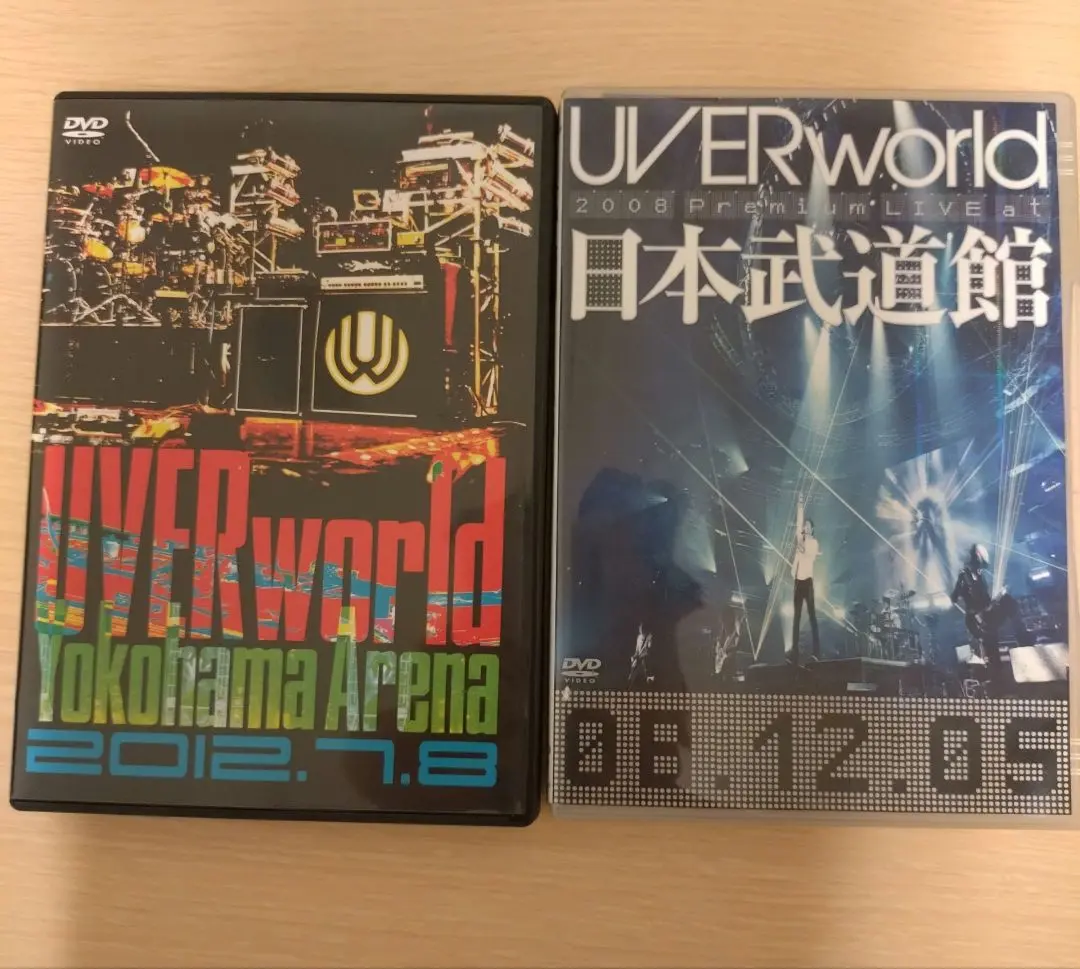 DVD
VIDEO
UVERworld
Yokohama Arena
2012.7.8
UVERworld
2008 Premium LIVE at
日本武道館
DVD
VIDEO
08.12.05